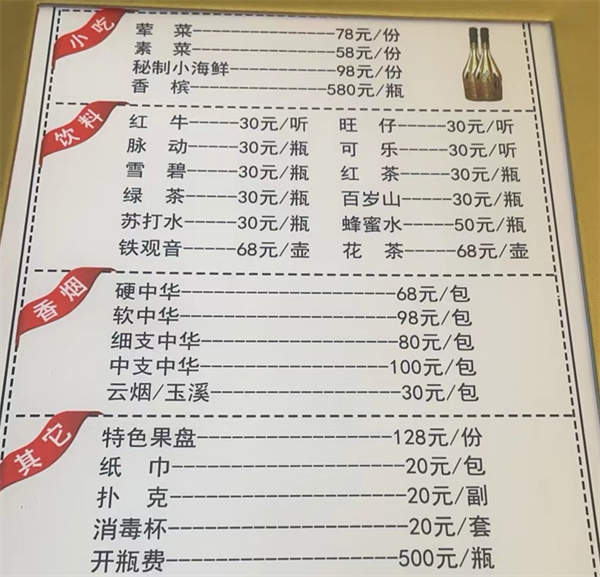 小吃
荤菜---------------78元/份
素菜---------------58元/份
秘制小海鲜-----------98元/份
香槟---------------580元/瓶
饮料
红牛-----30元/听 旺仔-----30元/听
脉动-----30元/瓶 可乐-----30元/听
雪碧-----30元/瓶 红茶-----30元/瓶
绿茶-----30元/瓶 百岁山-----30元/瓶
苏打水-----30元/瓶 蜂蜜水-----50元/瓶
铁观音-----68元/壶 花茶-----68元/壶
香烟
硬中华--------------------68元/包
软中华--------------------98元/包
细支中华------------------80元/包
中支中华-----------------100元/包
云烟/玉溪-----------------30元/包
其它
特色果盘-----------------128元/份
纸巾---------------------20元/包
扑克---------------------20元/副
消毒杯-------------------20元/套
开瓶费------------------500元/瓶